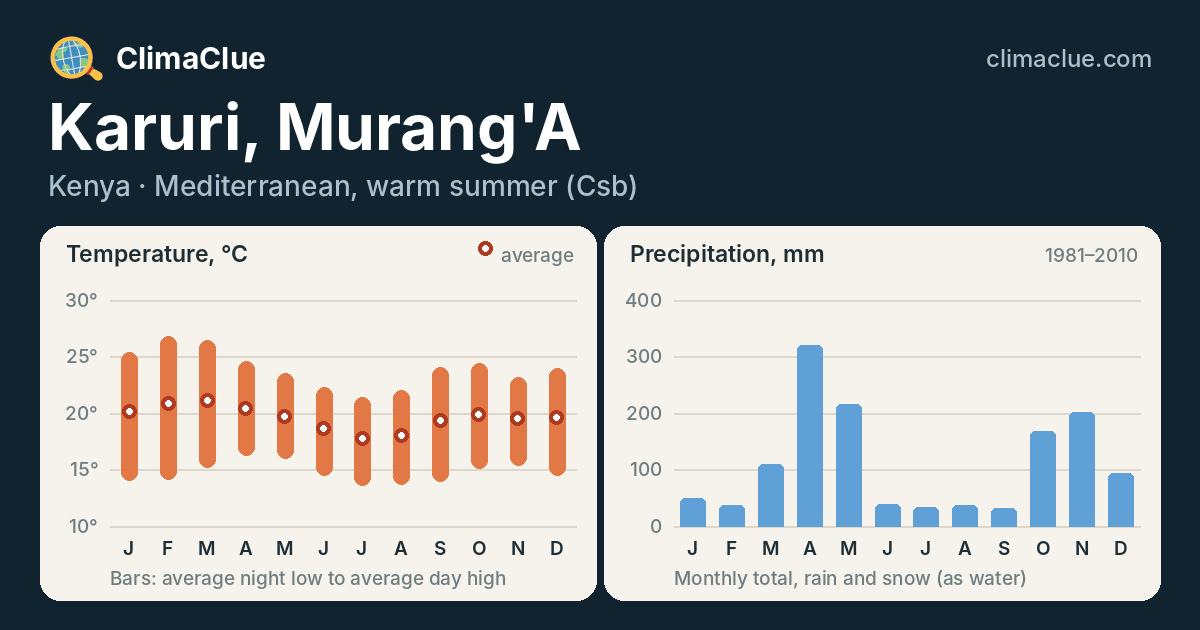 ClimaClue
climaclue.com
Karuri, Murang'A
Kenya · Mediterranean, warm summer (Csb)
Temperature, °C
average
30°
25°
20°
15°
10°
J F M A M J J A S O N D
Bars: average night low to average day high
Precipitation, mm
1981–2010
400
300
200
100
0
J F M A M J J A S O N D
Monthly total, rain and snow (as water)